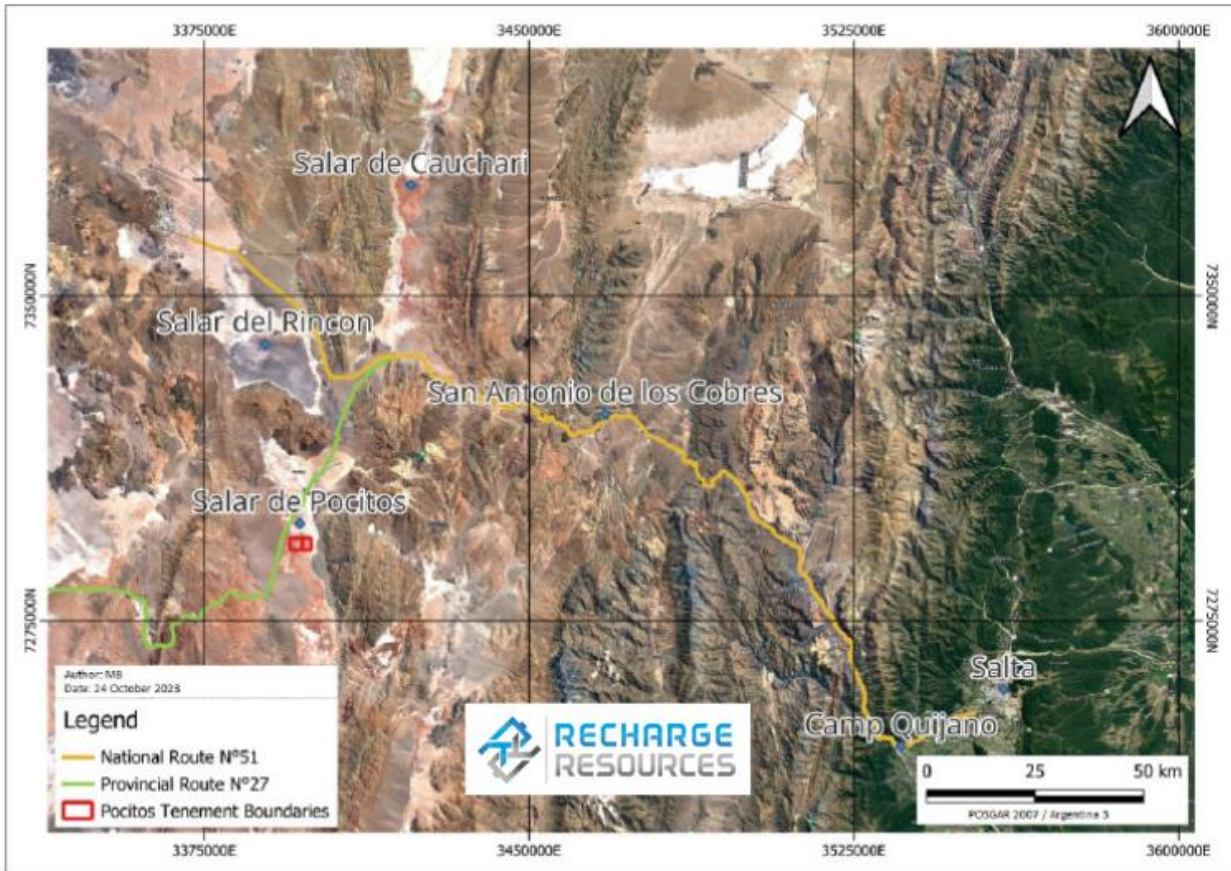 3375000E 3450000E 3525000E 3600000E
Salar de Cauchari
7350000N 7350000N
Salar del Rincon
San Antonio de los Cobres
Salar de Pocitos
7275000N 7275000N
Author: MB
Date: 24 October 2023
Legend
National Route N°51
Provincial Route N°27
Pocitos Tenement Boundaries
RECHARGE
RESOURCES
Salta
Camp Quijano
0 25 50 km
POSGAR 2007 / Argentina 3
3375000E 3450000E 3525000E 3600000E